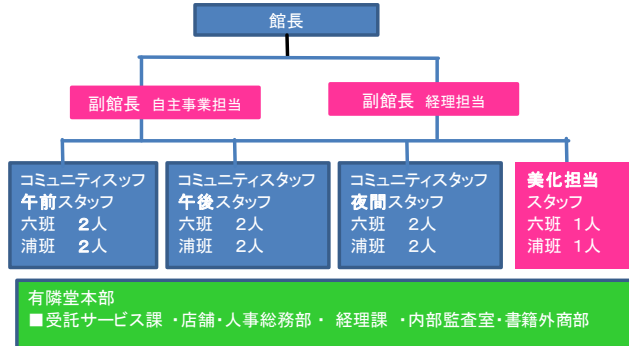 館長
副館長 自主事業担当
副館長 経理担当
コミュニティスッフ
午前スタッフ
六班 2人
浦班 2人
コミュニティスタッフ
午後スタッフ
六班 2人
浦班 2人
コミュニティスタッフ
夜間スタッフ
六班 2人
浦班 2人
美化担当
スタッフ
六班 1人
浦班 1人
有隣堂本部
■受託サービス課 ・店舗・人事総務部・ 経理課 ・内部監査室・書籍外商部